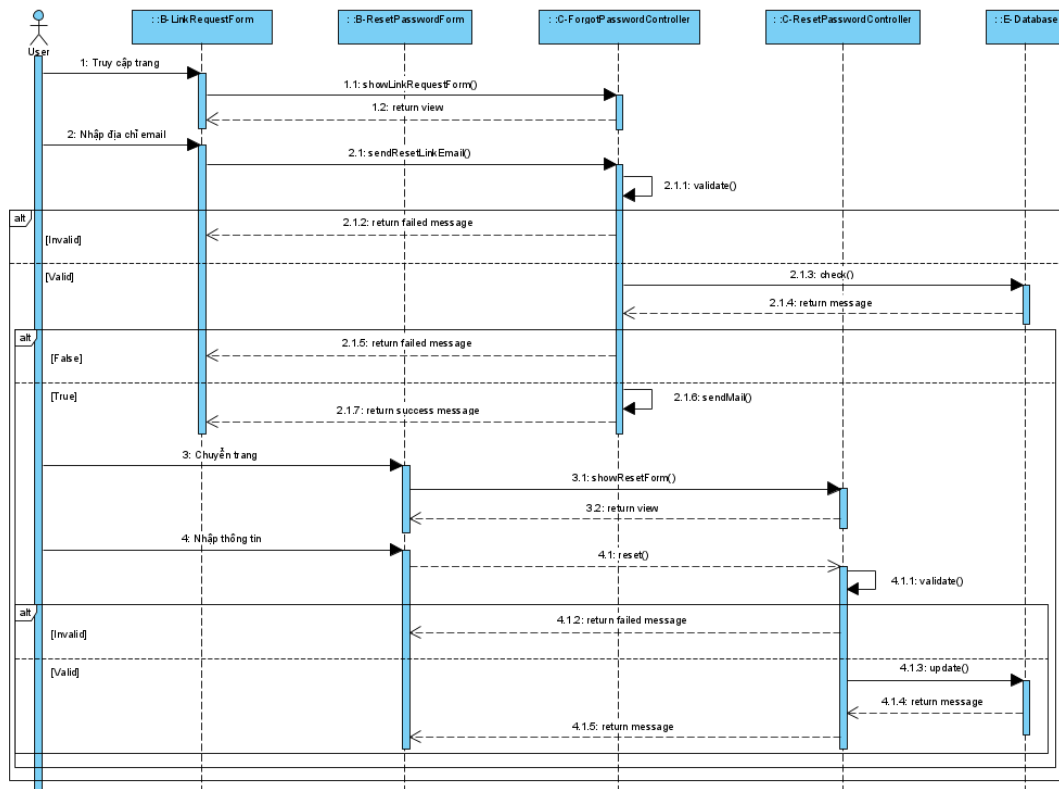 : :B-LinkRequestForm
: :B-ResetPasswordForm
: :C-ForgotPasswordController
: :C-ResetPasswordController
: :E-Database
User
1: Truy cập trang
1.1: showLinkRequestForm()
1.2: return view
2: Nhập địa chỉ email
2.1: sendResetLinkEmail()
2.1.1: validate()
alt
2.1.2: return failed message
[Invalid]
[Valid]
2.1.3: check()
2.1.4: return message
alt
2.1.5: return failed message
[False]
[True]
2.1.6: sendMail()
2.1.7: return success message
3: Chuyển trang
3.1: showResetForm()
3.2: return view
4: Nhập thông tin
4.1: reset()
4.1.1: validate()
alt
4.1.2: return failed message
[Invalid]
[Valid]
4.1.3: update()
4.1.4: return message
4.1.5: return message